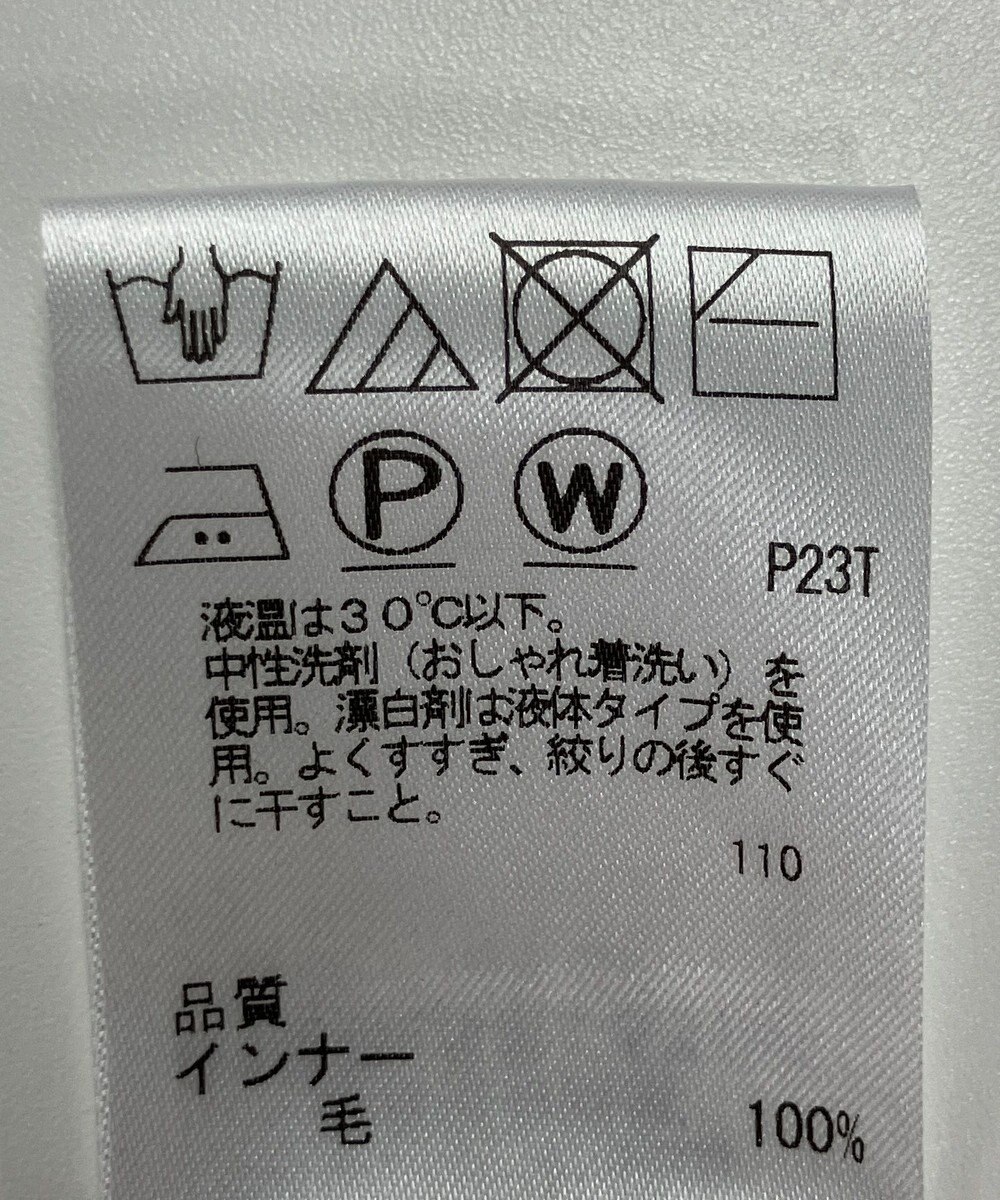 P W
P23T
液温は３０℃以下。
中性洗剤（おしゃれ着洗い）を
使用。漂白剤は液体タイプを使
用。よくすすぎ、絞りの後すぐ
に干すこと。
110
品質
インナー
毛 100%